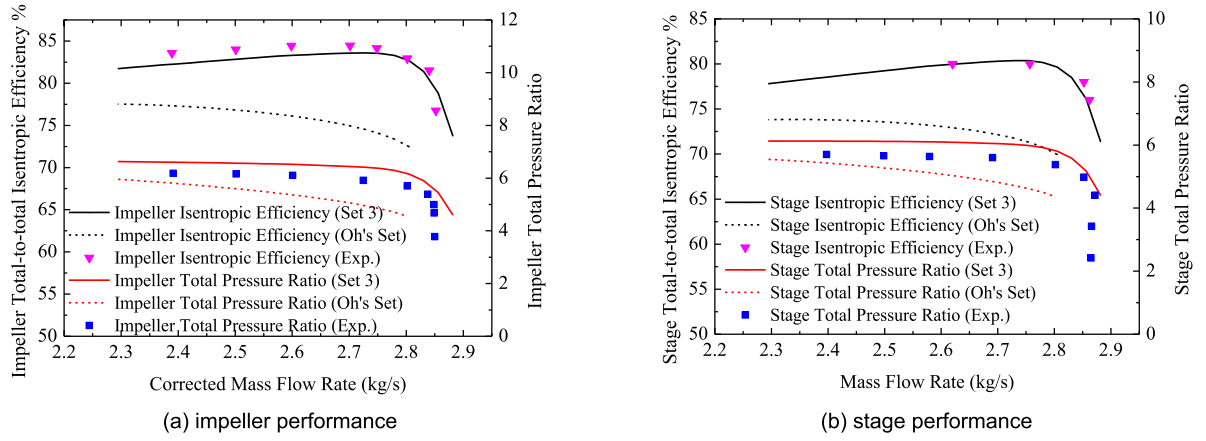 Impeller Total-to-total Isentropic Efficiency %
85
80
75
70
65
60
55
50
12
10
8
6
4
2
0
Impeller Total Pressure Ratio
Impeller Isentropic Efficiency (Set 3)
Impeller Isentropic Efficiency (Oh's Set)
Impeller Isentropic Efficiency (Exp.)
Impeller Total Pressure Ratio (Set 3)
Impeller Total Pressure Ratio (Oh's Set)
Impeller Total Pressure Ratio (Exp.)
2.2 2.3 2.4 2.5 2.6 2.7 2.8 2.9
Corrected Mass Flow Rate (kg/s)
(a) impeller performance
Stage Total-to-total Isentropic Efficiency %
85
80
75
70
65
60
55
50
10
8
6
4
2
0
Stage Total Pressure Ratio
Stage Isentropic Efficiency (Set 3)
Stage Isentropic Efficiency (Oh's Set)
Stage Isentropic Efficiency (Exp.)
Stage Total Pressure Ratio (Set 3)
Stage Total Pressure Ratio (Oh's Set)
Stage Total Pressure Ratio (Exp.)
2.2 2.3 2.4 2.5 2.6 2.7 2.8 2.9
Mass Flow Rate (kg/s)
(b) stage performance